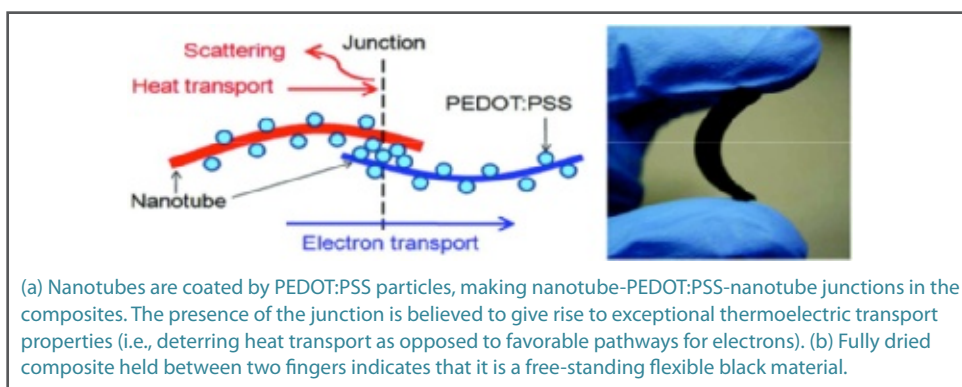 Scattering
Junction
Heat transport
PEDOT:PSS
Nanotube
Electron transport
(a) Nanotubes are coated by PEDOT:PSS particles, making nanotube-PEDOT:PSS-nanotube junctions in the
composites. The presence of the junction is believed to give rise to exceptional thermoelectric transport
properties (i.e., deterring heat transport as opposed to favorable pathways for electrons). (b) Fully dried
composite held between two fingers indicates that it is a free-standing flexible black material.